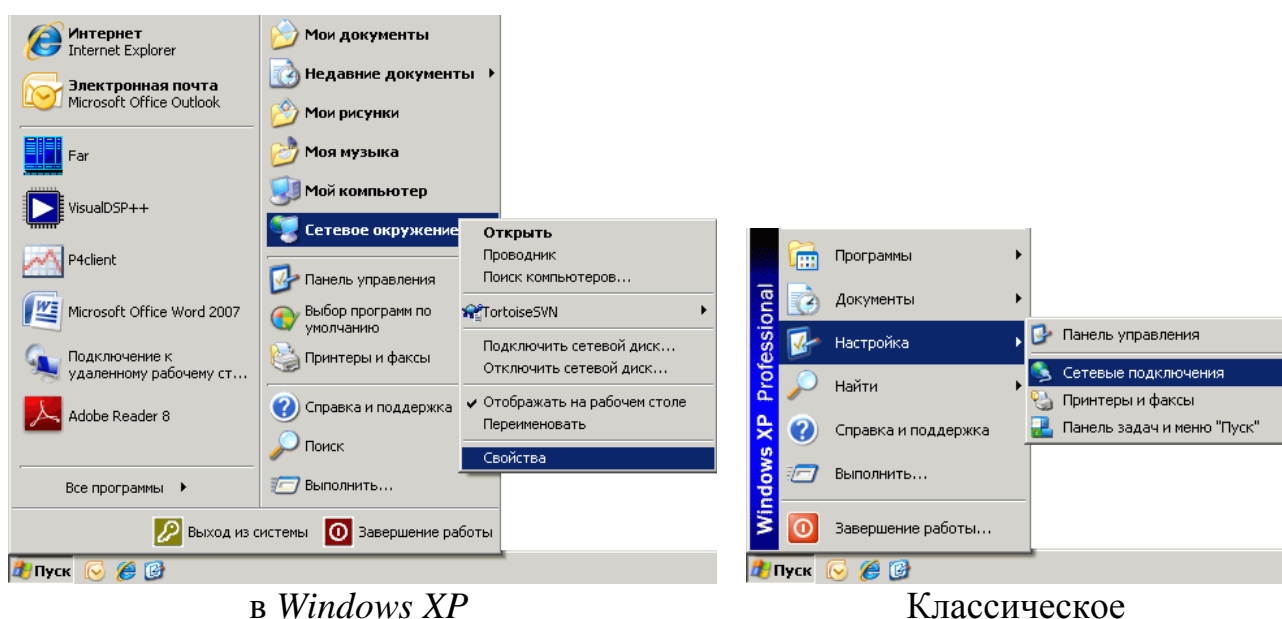 Интернет
Internet Explorer
Электронная почта
Microsoft Office Outlook
Far
VisualDSP++
P4client
Microsoft Office Word 2007
Подключение к
удаленному рабочему ст...
Adobe Reader 8
Все программы
Мои документы
Недавние документы
Мои рисунки
Моя музыка
Мой компьютер
Сетевое окружение
Панель управления
Выбор программ по
умолчанию
Принтеры и факсы
Справка и поддержка
Поиск
Выполнить...
Открыть
Проводник
Поиск компьютеров...
TortoiseSVN
Подключить сетевой диск...
Отключить сетевой диск...
Отображать на рабочем столе
Переименовать
Свойства
Выход из системы
Завершение работы
Пуск
в Windows XP
Windows XP Professional
Программы
Документы
Настройка
Найти
Справка и поддержка
Выполнить...
Завершение работы...
Панель управления
Сетевые подключения
Принтеры и факсы
Панель задач и меню "Пуск"
Пуск
Классическое